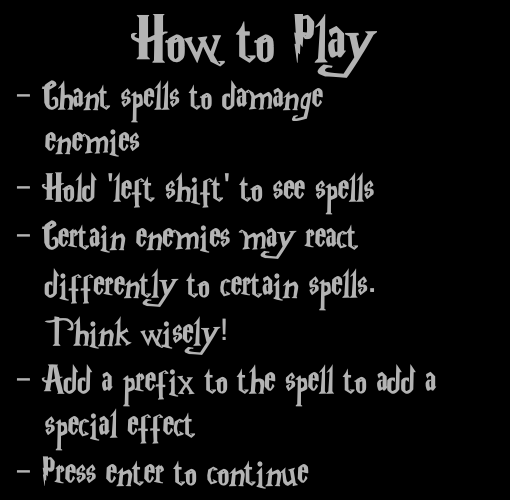 How to Play
- Chant spells to damange
enemies
- Hold 'left shift' to see spells
- Certain enemies may react
differently to certain spells.
Think wisely!
- Add a prefix to the spell to add a
special effect
- Press enter to continue